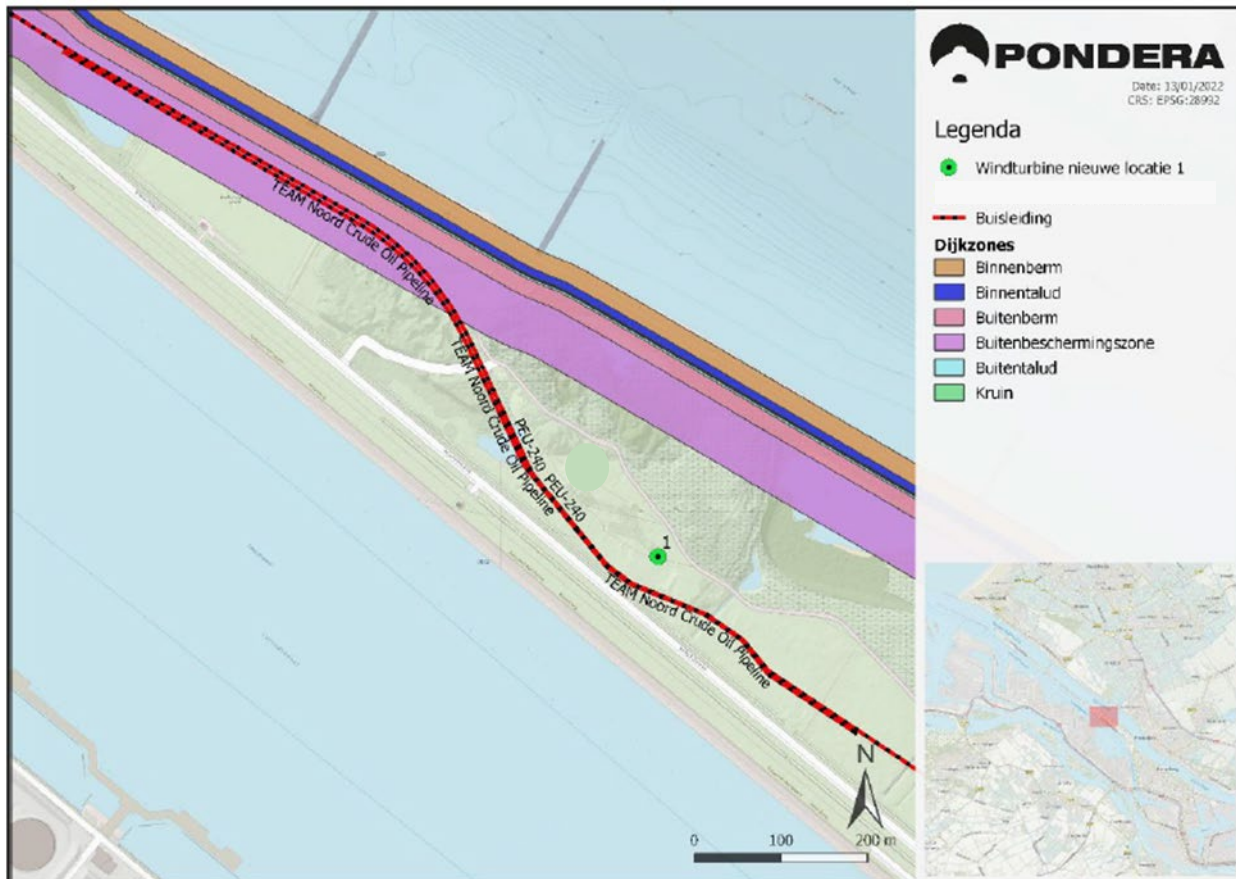 PONDERA
Date: 13/01/2022
CRS: EPSG:28992
Legenda
Windturbine nieuwe locatie 1
Buisleiding
Dijkzones
Binnenberm
Binnentalud
Buitenberm
Buitenbeschermingszone
Buitentalud
Kruin
TEAM Noord Crude Oil Pipeline
TEAM Noord Crude Oil Pipeline
PEU-240
PEU-240
1
TEAM Noord Crude Oil Pipeline
N
0 100 200 m